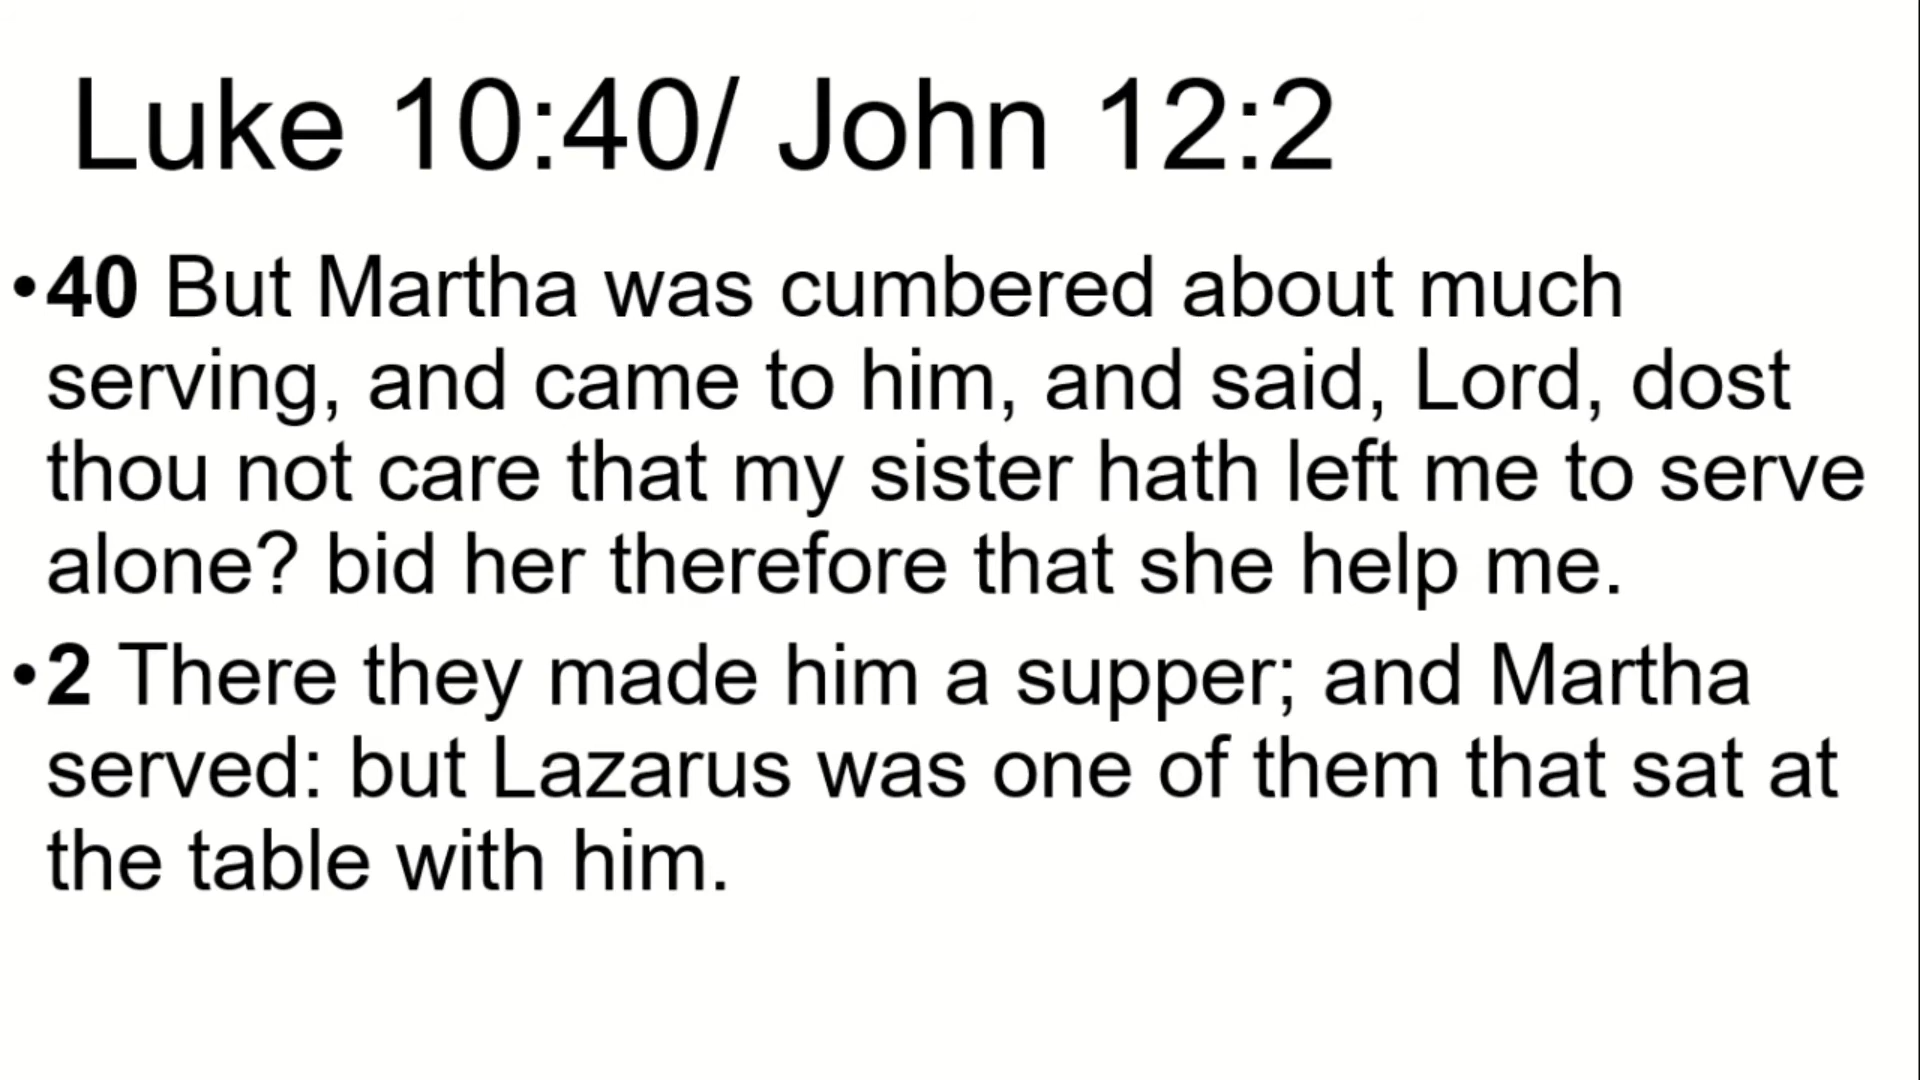 Luke 10:40/ John 12:2
•40 But Martha was cumbered about much
serving, and came to him, and said, Lord, dost
thou not care that my sister hath left me to serve
alone? bid her therefore that she help me.
•2 There they made him a supper; and Martha
served: but Lazarus was one of them that sat at
the table with him.